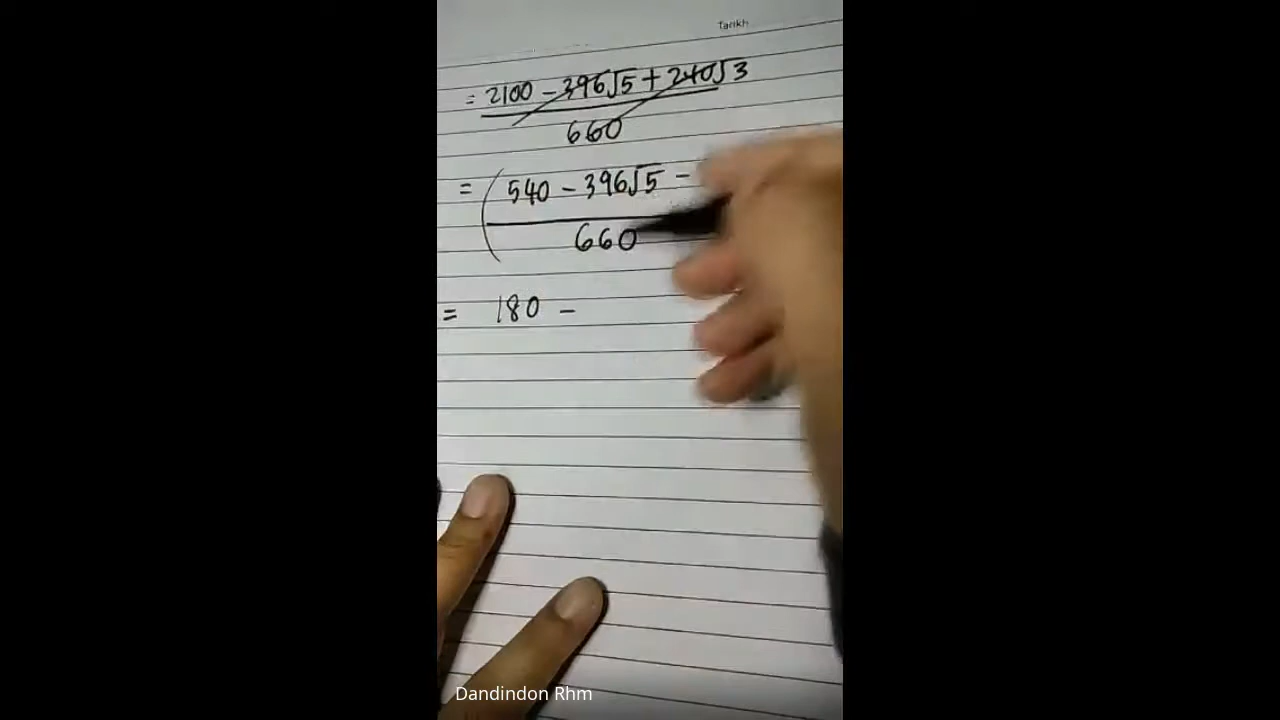 Tarikh
= 2100 - 396√5 + 240√3
660
= ( 540 - 396√5 -
660
= 180 -
Dandindon Rhm